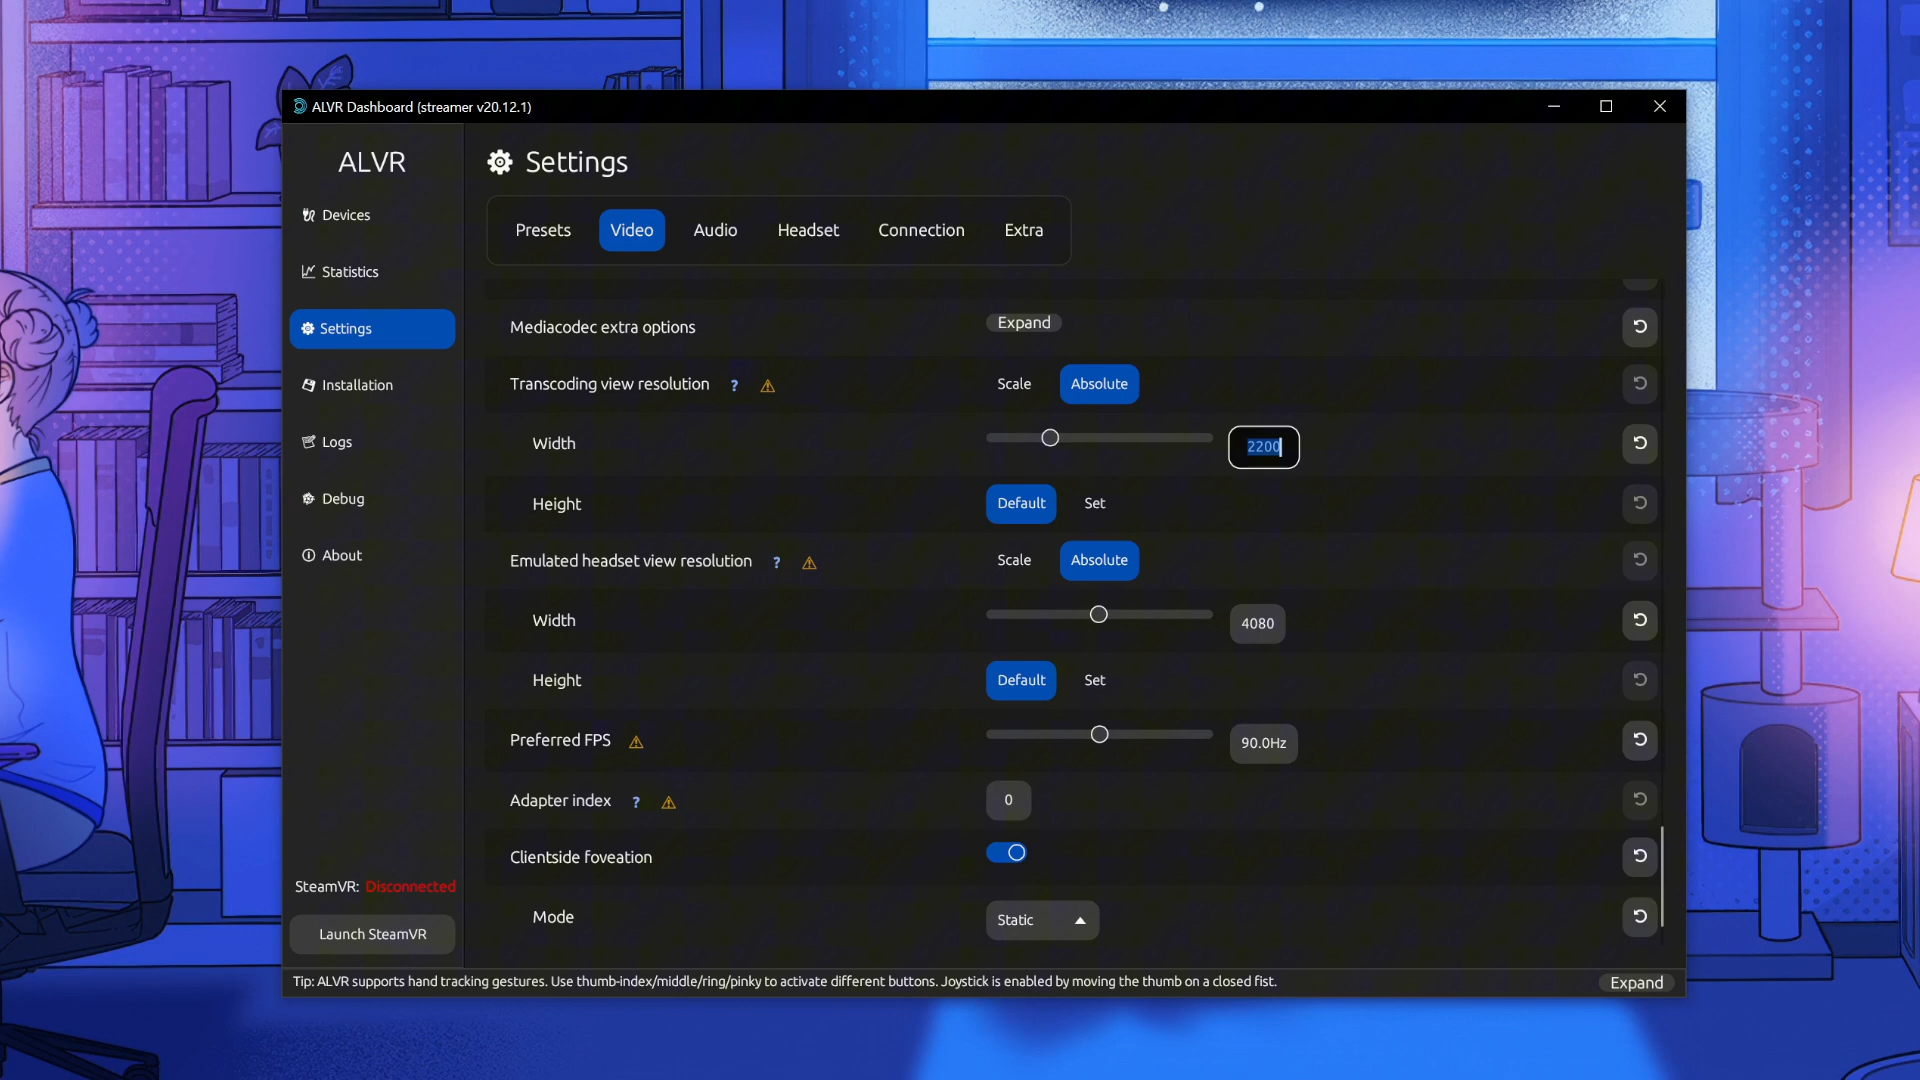 ALVR Dashboard (streamer v20.12.1)
ALVR
Devices
Statistics
Settings
Installation
Logs
Debug
About
SteamVR: Disconnected
Launch SteamVR
Settings
Presets Video Audio Headset Connection Extra
Mediacodec extra options Expand
Transcoding view resolution ? Scale Absolute
Width 2200
Height Default Set
Emulated headset view resolution ? Scale Absolute
Width 4080
Height Default Set
Preferred FPS 90.0Hz
Adapter index ? 0
Clientside foveation
Mode Static
Tip: ALVR supports hand tracking gestures. Use thumb-index/middle/ring/pinky to activate different buttons. Joystick is enabled by moving the thumb on a closed fist. Expand